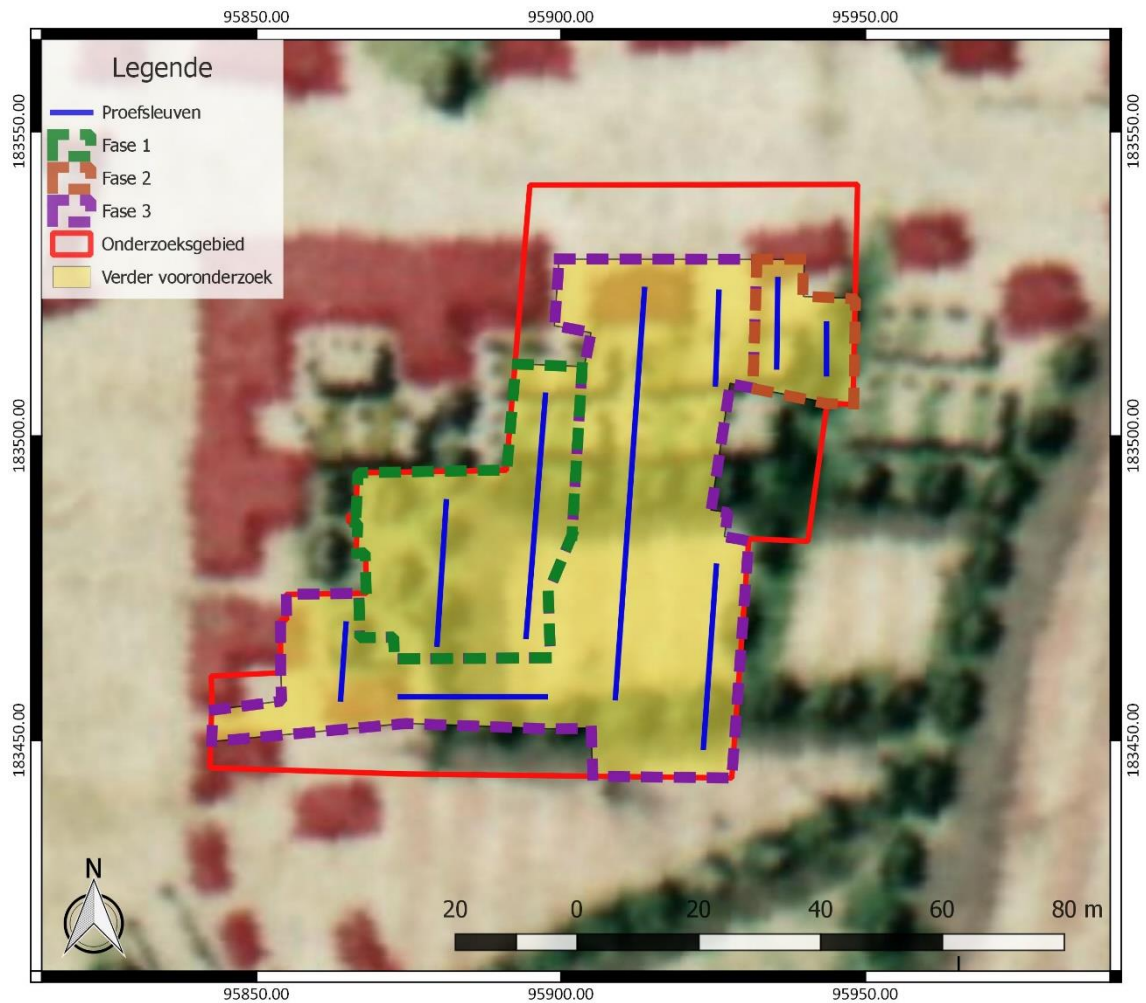 95850.00 95900.00 95950.00
Legende
Proefsleuven
Fase 1
Fase 2
Fase 3
Onderzoeksgebied
Verder vooronderzoek
183550.00 183550.00
183500.00 183500.00
183450.00 183450.00
N
20 0 20 40 60 80 m
95850.00 95900.00 95950.00